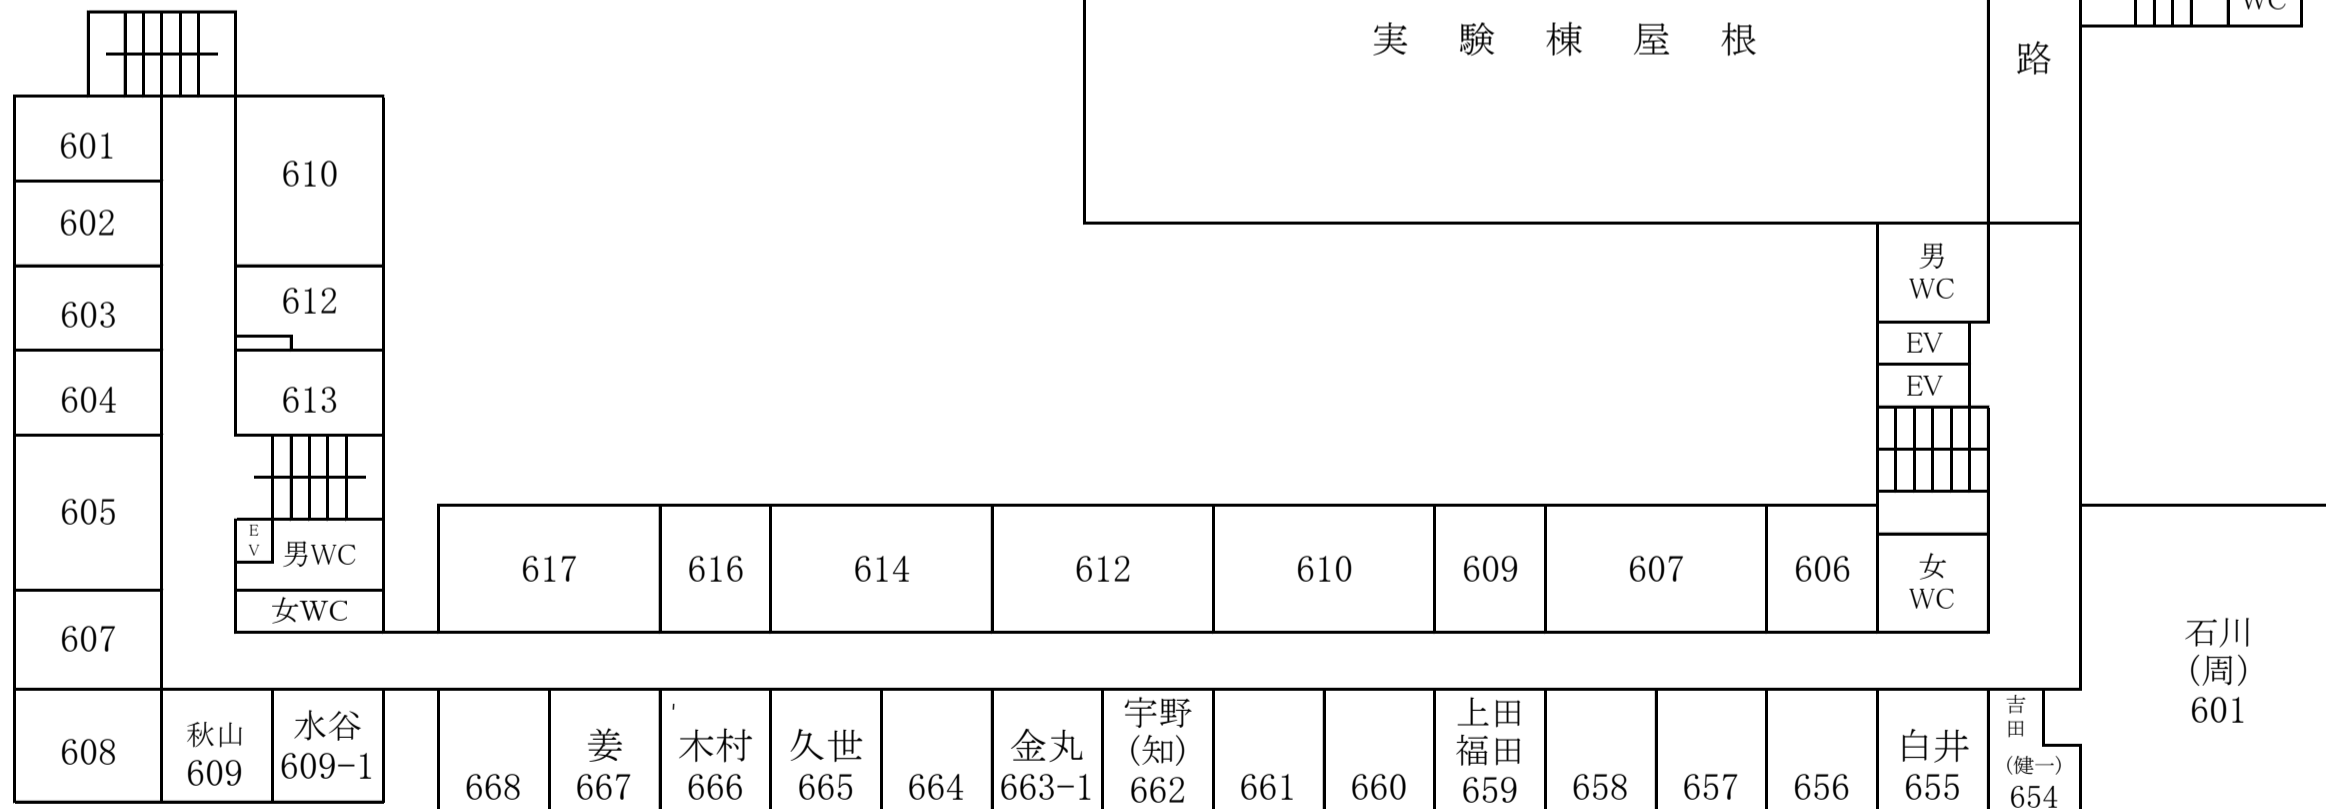 実験棟屋根
路
WC
601
610
602
612
603
604
613
605
EV
男WC
女WC
607
608
秋山
609
水谷
609-1
男
WC
EV
EV
617
616
614
612
610
609
607
606
女
WC
668
姜
667
木村
666
久世
665
664
金丸
663-1
宇野
(知)
662
661
660
上田
福田
659
658
657
656
白井
655
吉
田
(健一)
654
石川
(周)
601